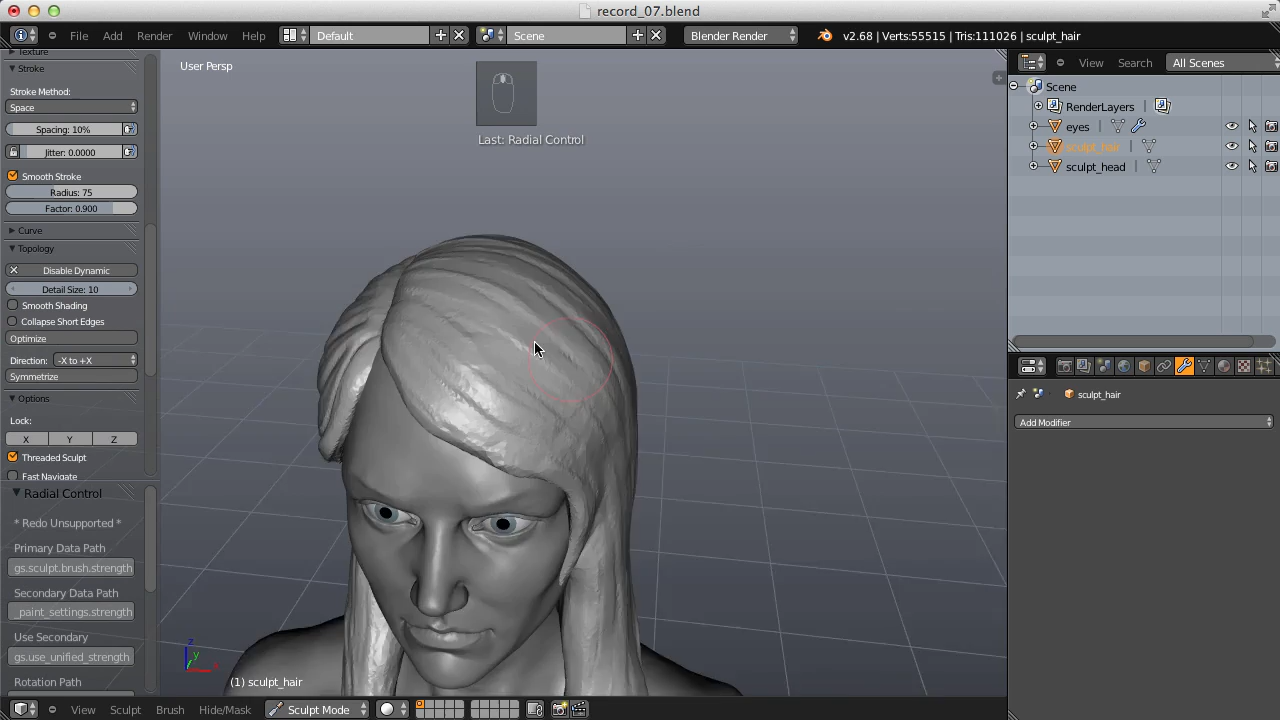 record_07.blend
File Add Render Window Help Default Scene Blender Render v2.68 | Verts:55515 | Tris:111026 | sculpt_hair
Texture
Stroke
Stroke Method:
Space
Spacing: 10%
Jitter: 0.0000
Smooth Stroke
Radius: 75
Factor: 0.900
Curve
Topology
Disable Dynamic
Detail Size: 10
Smooth Shading
Collapse Short Edges
Optimize
Direction: -X to +X
Symmetrize
Options
Lock:
X Y Z
Threaded Sculpt
Fast Navigate
Radial Control
* Redo Unsupported *
Primary Data Path
gs.sculpt.brush.strength
Secondary Data Path
_paint_settings.strength
Use Secondary
gs.use_unified_strength
Rotation Path
User Persp
Last: Radial Control
z
y
x
(1) sculpt_hair
View Sculpt Brush Hide/Mask Sculpt Mode
View Search All Scenes
Scene
RenderLayers
eyes
sculpt_hair
sculpt_head
sculpt_hair
Add Modifier